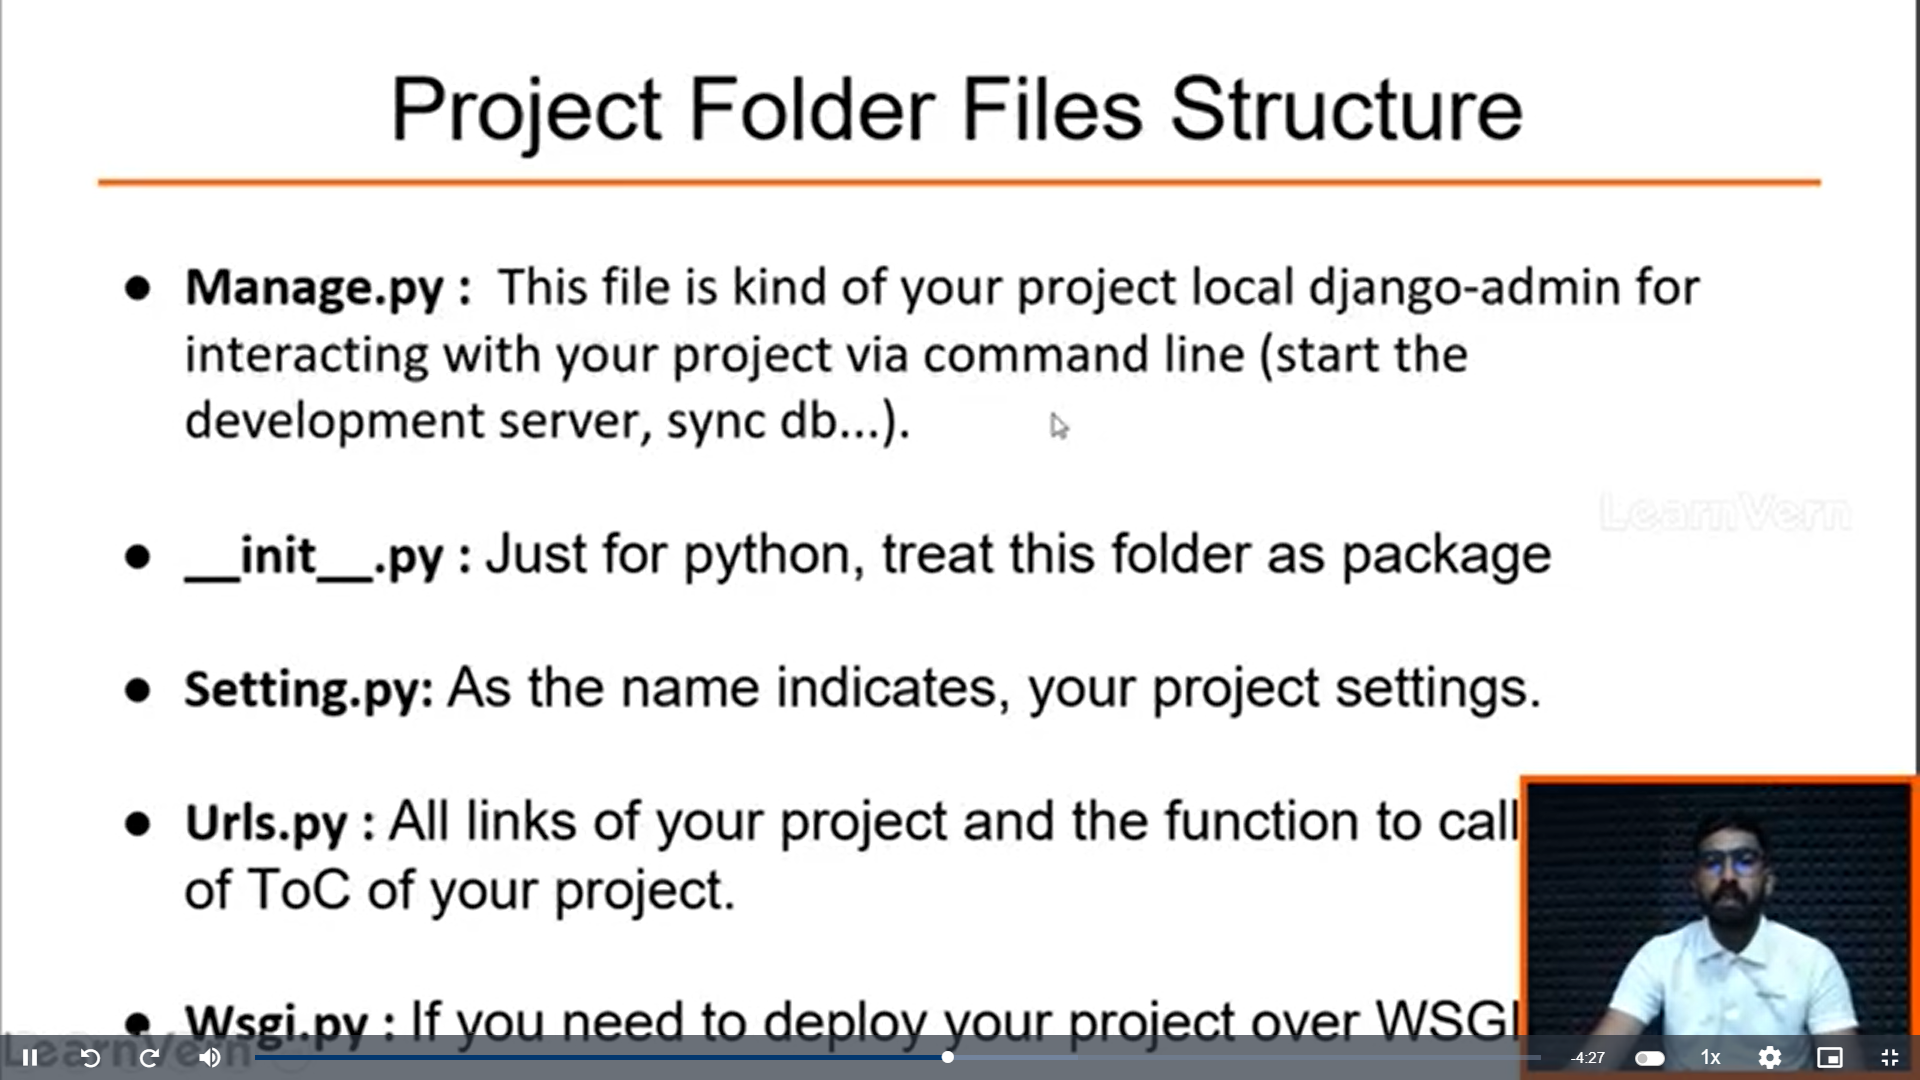 Project Folder Files Structure
● Manage.py : This file is kind of your project local django-admin for
interacting with your project via command line (start the
development server, sync db...).
LearnVern
● __init__.py : Just for python, treat this folder as package
● Setting.py: As the name indicates, your project settings.
● Urls.py : All links of your project and the function to call
of ToC of your project.
● Wsgi.py : If you need to deploy your project over WSGI
LearnVern
-4:27
1x